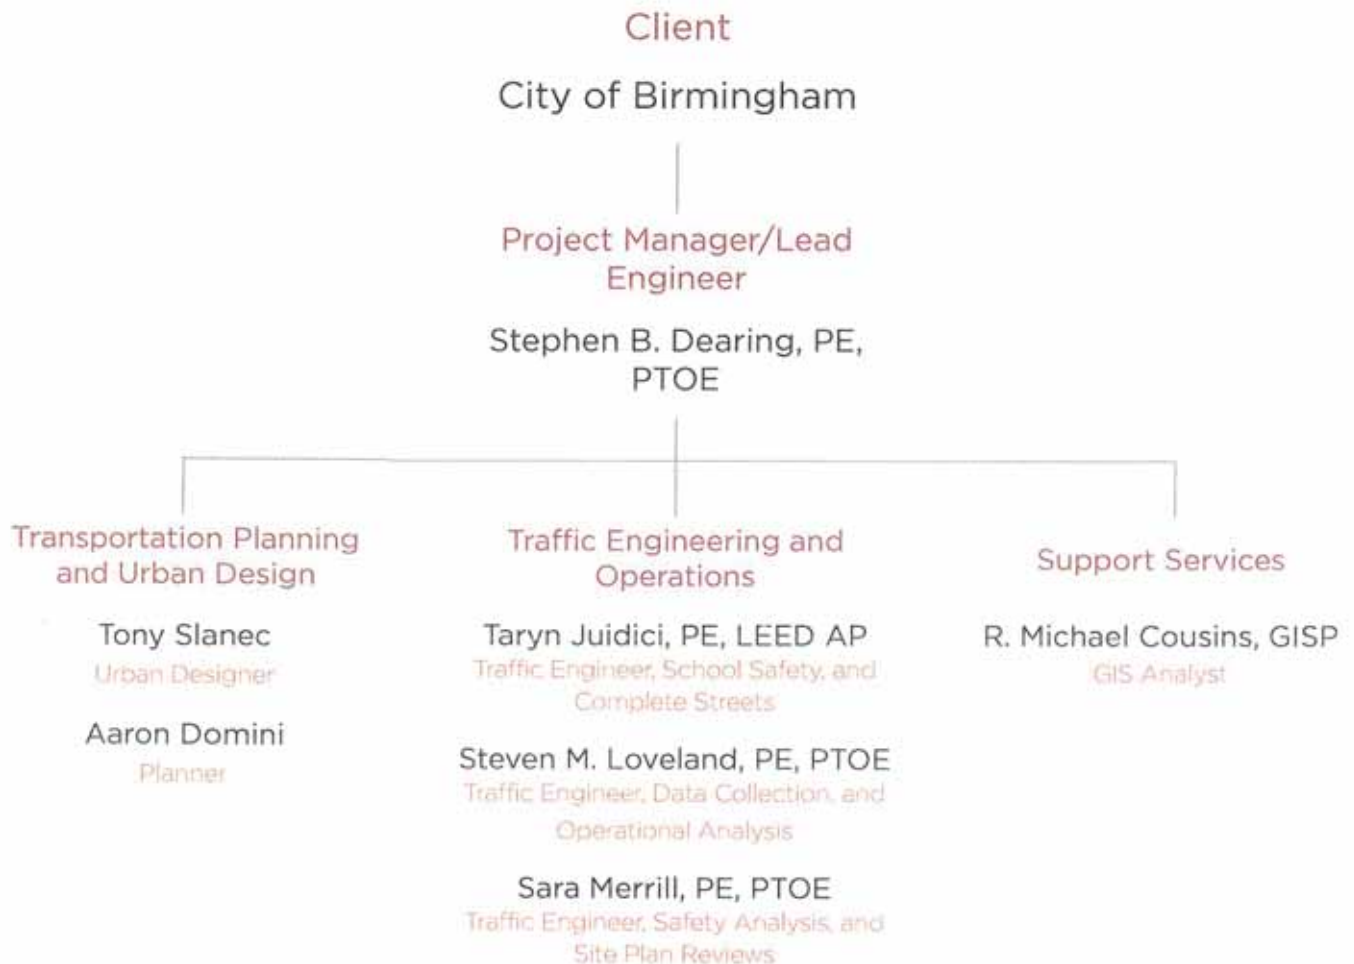 Client
City of Birmingham
Project Manager/Lead
Engineer
Stephen B. Dearing, PE,
PTOE
Transportation Planning
and Urban Design
Tony Slanec
Urban Designer
Aaron Domini
Planner
Traffic Engineering and
Operations
Taryn Juidici, PE, LEED AP
Traffic Engineer, School Safety, and
Complete Streets
Steven M. Loveland, PE, PTOE
Traffic Engineer, Data Collection, and
Operational Analysis
Sara Merrill, PE, PTOE
Traffic Engineer, Safety Analysis, and
Site Plan Reviews
Support Services
R. Michael Cousins, GISP
GIS Analyst